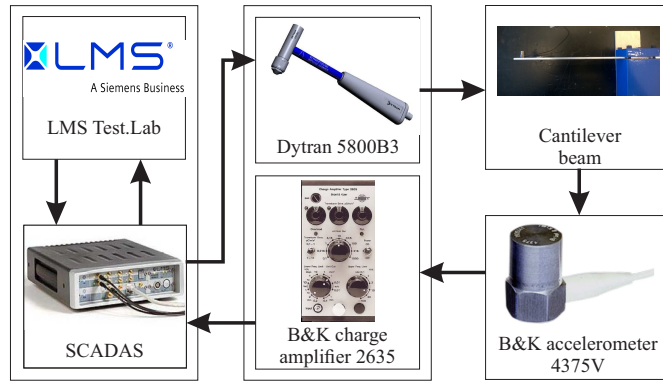 LMS®
A Siemens Business
LMS Test.Lab
SCADAS
Dytran 5800B3
B&K charge
amplifier 2635
Cantilever
beam
B&K accelerometer
4375V